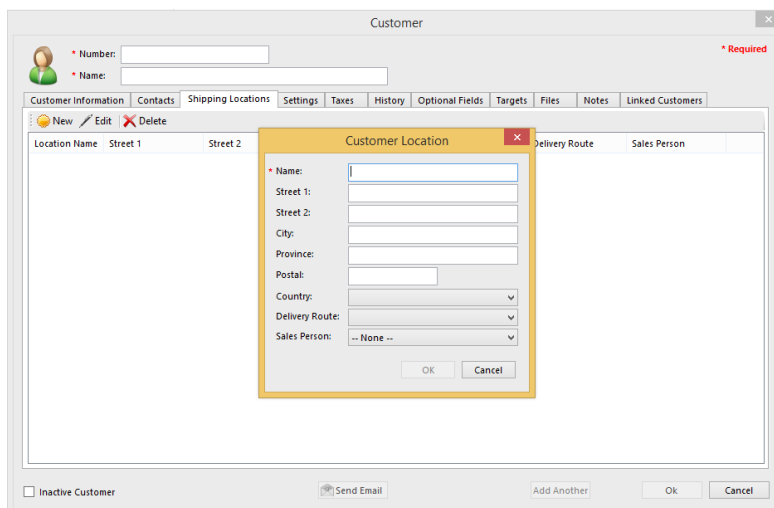 Customer
* Required
* Number:
* Name:
Customer Information Contacts Shipping Locations Settings Taxes History Optional Fields Targets Files Notes Linked Customers
New Edit Delete
Location Name Street 1 Street 2 Delivery Route Sales Person
Customer Location
* Name:
Street 1:
Street 2:
City:
Province:
Postal:
Country:
Delivery Route:
Sales Person: -- None --
OK Cancel
Inactive Customer Send Email Add Another Ok Cancel